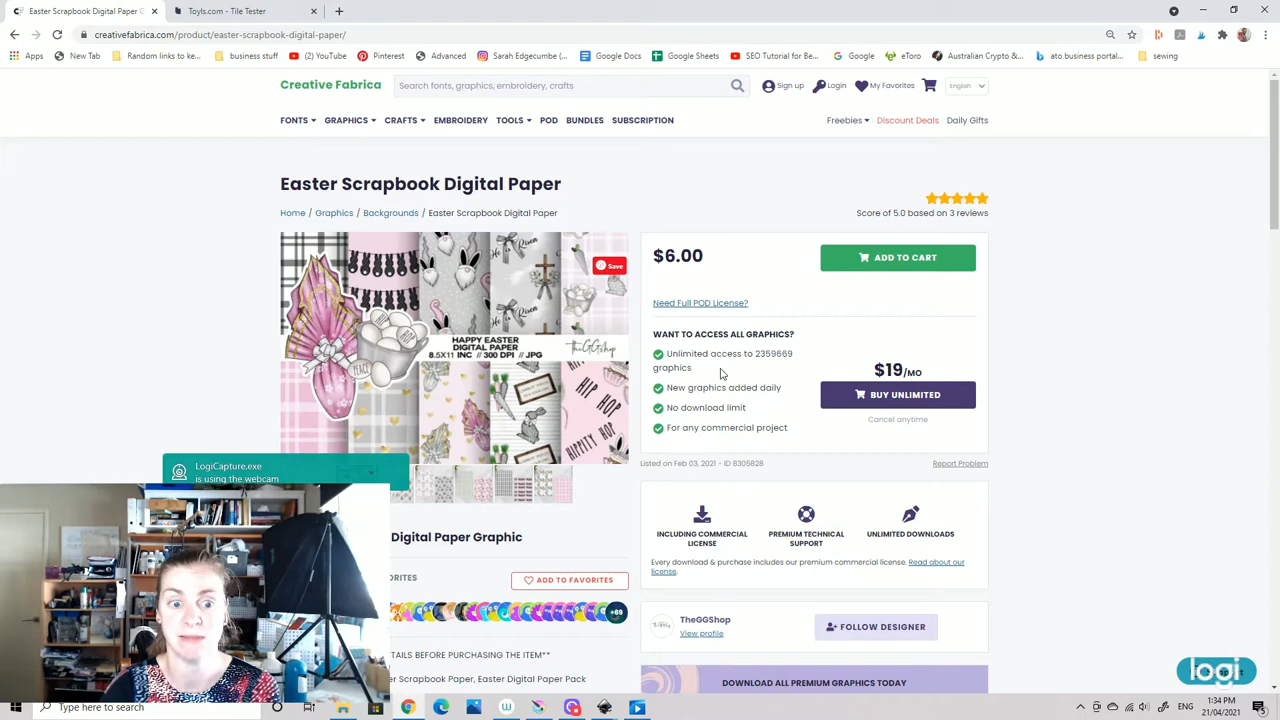 Easter Scrapbook Digital Paper
Toyls.com - Tile Tester
creativefabrica.com/product/easter-scrapbook-digital-paper/
Apps
New Tab
Random links to ke...
business stuff
(2) YouTube
Pinterest
Advanced
Sarah Edgecumbe (...
Google Docs
Google Sheets
SEO Tutorial for Be...
Google
eToro
Australian Crypto &...
ato business portal...
sewing
Creative Fabrica
Search fonts, graphics, embroidery, crafts
Sign up
Login
My Favorites
English
FONTS
GRAPHICS
CRAFTS
EMBROIDERY
TOOLS
POD
BUNDLES
SUBSCRIPTION
Freebies
Discount Deals
Daily Gifts
Easter Scrapbook Digital Paper
Home / Graphics / Backgrounds / Easter Scrapbook Digital Paper
Score of 5.0 based on 3 reviews
He is Risen
Save
HAPPY EASTER
DIGITAL PAPER
8.5X11 INC // 300 DPI // JPG
TheGGshop
PEACE
HIP HOP
HIPPITY HOP
$6.00
ADD TO CART
Need Full POD License?
WANT TO ACCESS ALL GRAPHICS?
Unlimited access to 2359669
graphics
New graphics added daily
No download limit
For any commercial project
$19/MO
BUY UNLIMITED
Cancel anytime
Listed on Feb 03, 2021 - ID 8305828
Report Problem
LogiCapture.exe
is using the webcam
INCLUDING COMMERCIAL
LICENSE
PREMIUM TECHNICAL
SUPPORT
UNLIMITED DOWNLOADS
Every download & purchase includes our premium commercial license. Read about our
license.
Digital Paper Graphic
ORITES
ADD TO FAVORITES
+69
TAILS BEFORE PURCHASING THE ITEM**
er Scrapbook Paper, Easter Digital Paper Pack
TheGGShop
View profile
FOLLOW DESIGNER
DOWNLOAD ALL PREMIUM GRAPHICS TODAY
logi
Type here to search
ENG
1:34 PM
21/04/2021